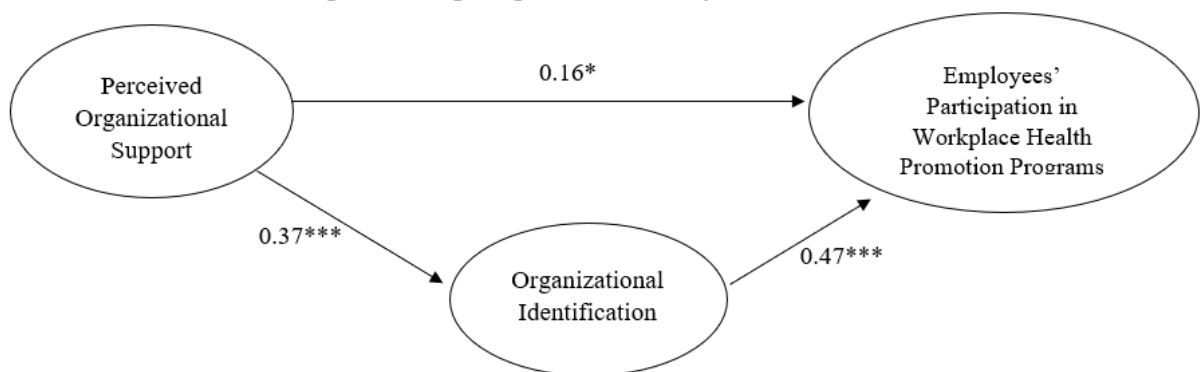 Perceived
Organizational
Support
0.16*
Employees’
Participation in
Workplace Health
Promotion Programs
0.37***
0.47***
Organizational
Identification